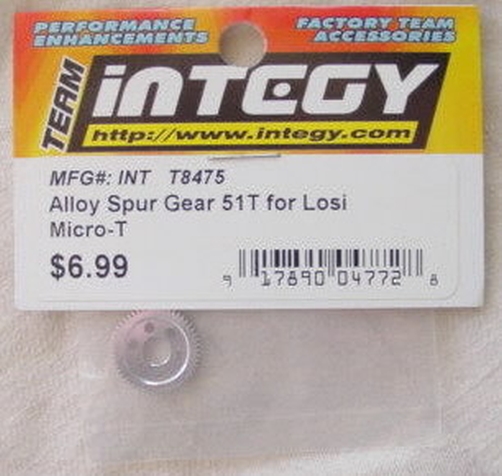 PERFORMANCE
ENHANCEMENTS
FACTORY TEAM
ACCESSORIES
TEAM
iNTEGY
http://www.integy.com
MFG#: INT T8475
Alloy Spur Gear 51T for Losi
Micro-T
$6.99
9 17890 04772 8